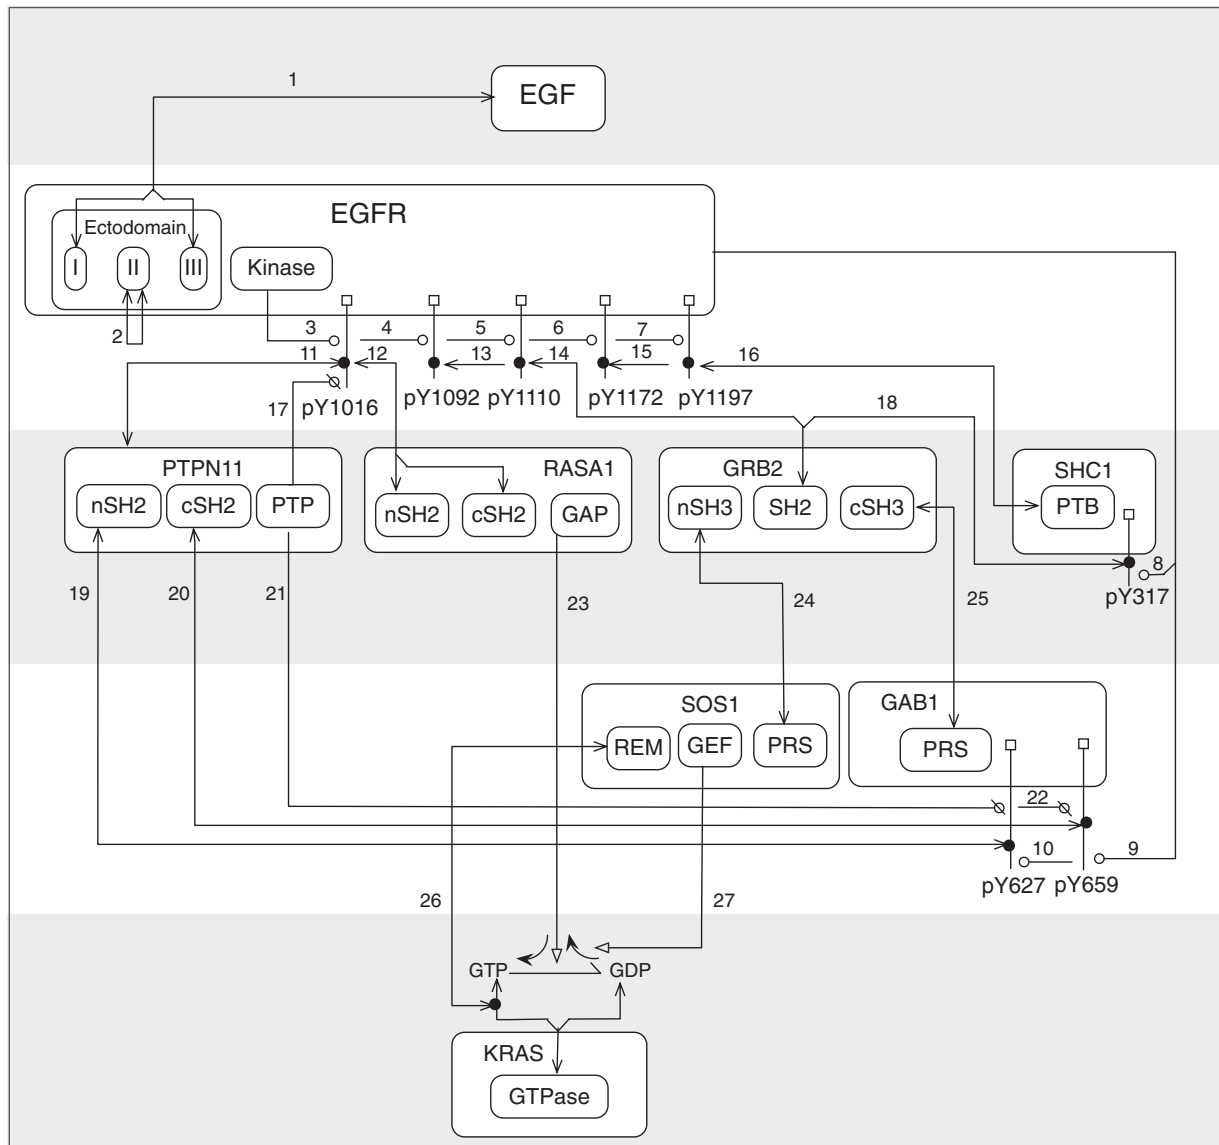 1
EGF
EGFR
Ectodomain
I II III Kinase
2 3 4 5 6 7
11 12 13 14 15 16
17 pY1016 pY1092 pY1110 pY1172 pY1197
18
PTPN11 RASA1 GRB2 SHC1
nSH2 cSH2 PTP nSH2 cSH2 GAP nSH3 SH2 cSH3 PTB
8
19 20 21 23 24 25 pY317
SOS1 GAB1
REM GEF PRS PRS
22
10 9
pY627 pY659
26 27
GTP GDP
KRAS
GTPase